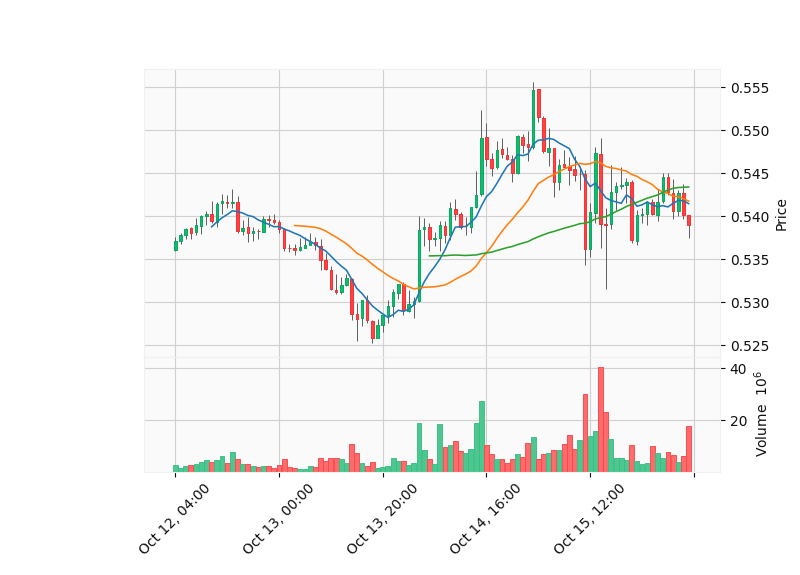 0.555
0.550
0.545
0.540
0.535
0.530
0.525
Price
40
20
Volume 10^6
Oct 12, 04:00
Oct 13, 00:00
Oct 13, 20:00
Oct 14, 16:00
Oct 15, 12:00